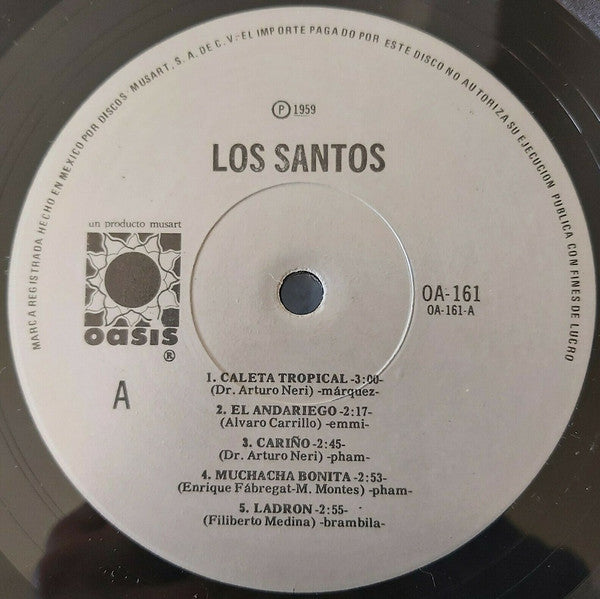 MARCA REGISTRADA HECHO EN MEXICO POR DISCOS MUSART, S. A. DE C. V.-EL IMPORTE PAGADO POR ESTE DISCO NO AUTORIZA SU EJECUCION PUBLICA CON FINES DE LUCRO
Ⓟ 1959
LOS SANTOS
un producto musart
oasis
®
OA-161
OA-161-A
A
1. CALETA TROPICAL -3:00-
(Dr. Arturo Neri) -márquez-
2. EL ANDARIEGO -2:17-
(Alvaro Carrillo) -emmi-
3. CARIÑO -2:45-
(Dr. Arturo Neri) -pham-
4. MUCHACHA BONITA -2:53-
(Enrique Fábregat-M. Montes) -pham-
5. LADRON -2:55-
(Filiberto Medina) -brambila-